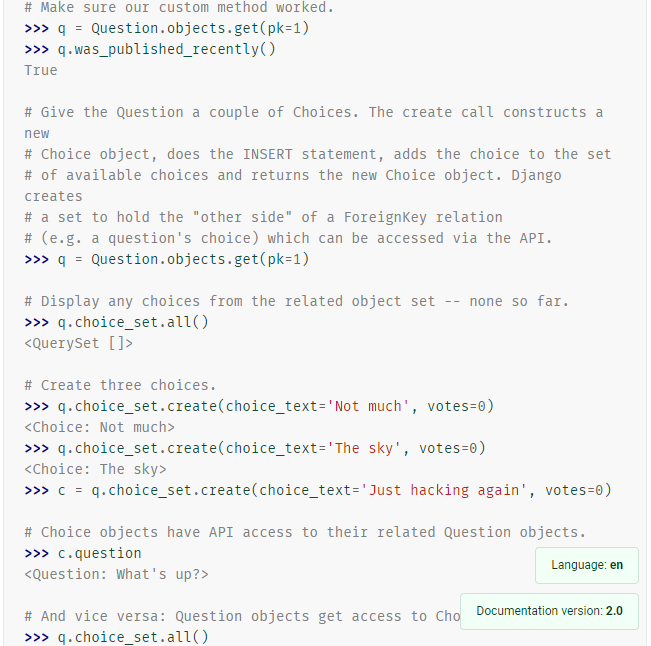 # Make sure our custom method worked.
>>> q = Question.objects.get(pk=1)
>>> q.was_published_recently()
True
# Give the Question a couple of Choices. The create call constructs a
new
# Choice object, does the INSERT statement, adds the choice to the set
# of available choices and returns the new Choice object. Django
creates
# a set to hold the "other side" of a ForeignKey relation
# (e.g. a question's choice) which can be accessed via the API.
>>> q = Question.objects.get(pk=1)
# Display any choices from the related object set -- none so far.
>>> q.choice_set.all()
<QuerySet []>
# Create three choices.
>>> q.choice_set.create(choice_text='Not much', votes=0)
<Choice: Not much>
>>> q.choice_set.create(choice_text='The sky', votes=0)
<Choice: The sky>
>>> c = q.choice_set.create(choice_text='Just hacking again', votes=0)
# Choice objects have API access to their related Question objects.
>>> c.question
<Question: What's up?>
Language: en
# And vice versa: Question objects get access to Cho
Documentation version: 2.0
>>> q.choice_set.all()